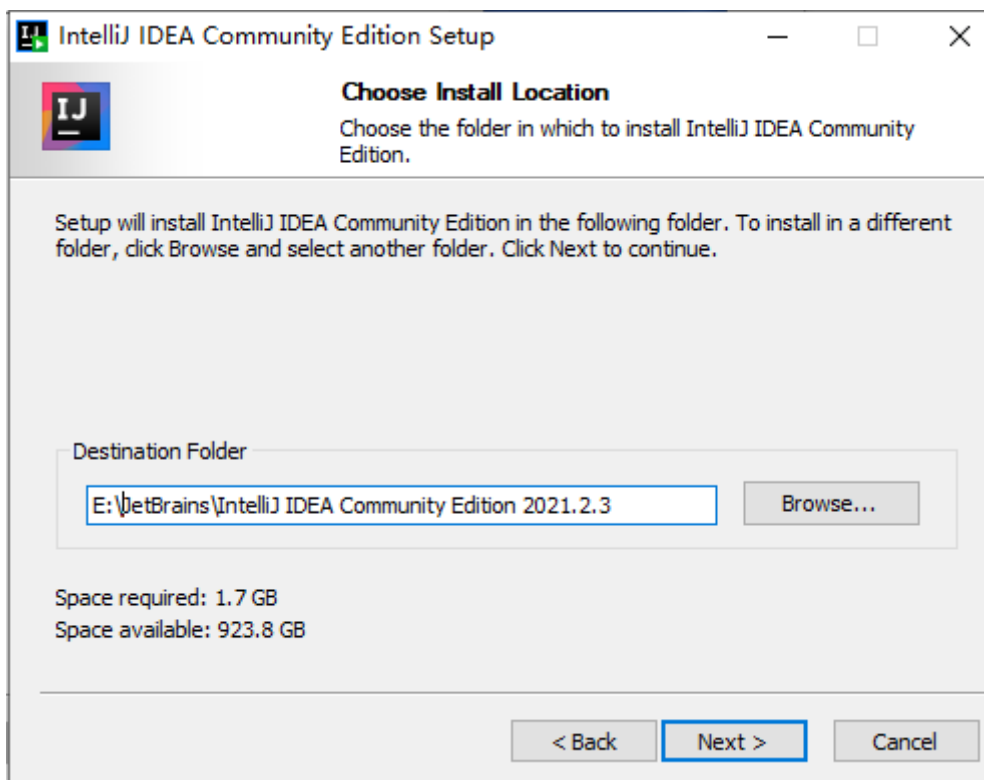 IntelliJ IDEA Community Edition Setup
IJ
Choose Install Location
Choose the folder in which to install IntelliJ IDEA Community
Edition.
Setup will install IntelliJ IDEA Community Edition in the following folder. To install in a different
folder, click Browse and select another folder. Click Next to continue.
Destination Folder
E:\JetBrains\IntelliJ IDEA Community Edition 2021.2.3
Browse...
Space required: 1.7 GB
Space available: 923.8 GB
< Back
Next >
Cancel